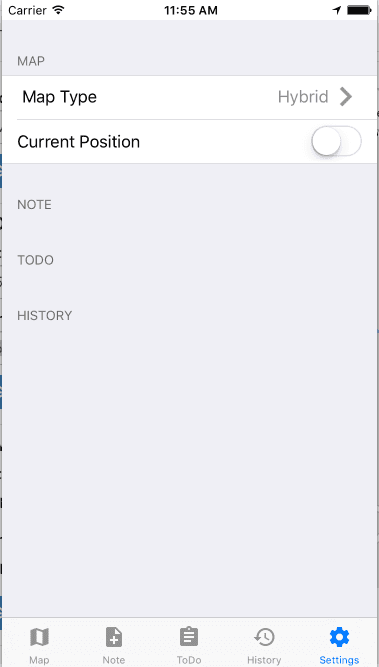 Carrier 11:55 AM
MAP
Map Type Hybrid
Current Position
NOTE
TODO
HISTORY
Map Note ToDo History Settings